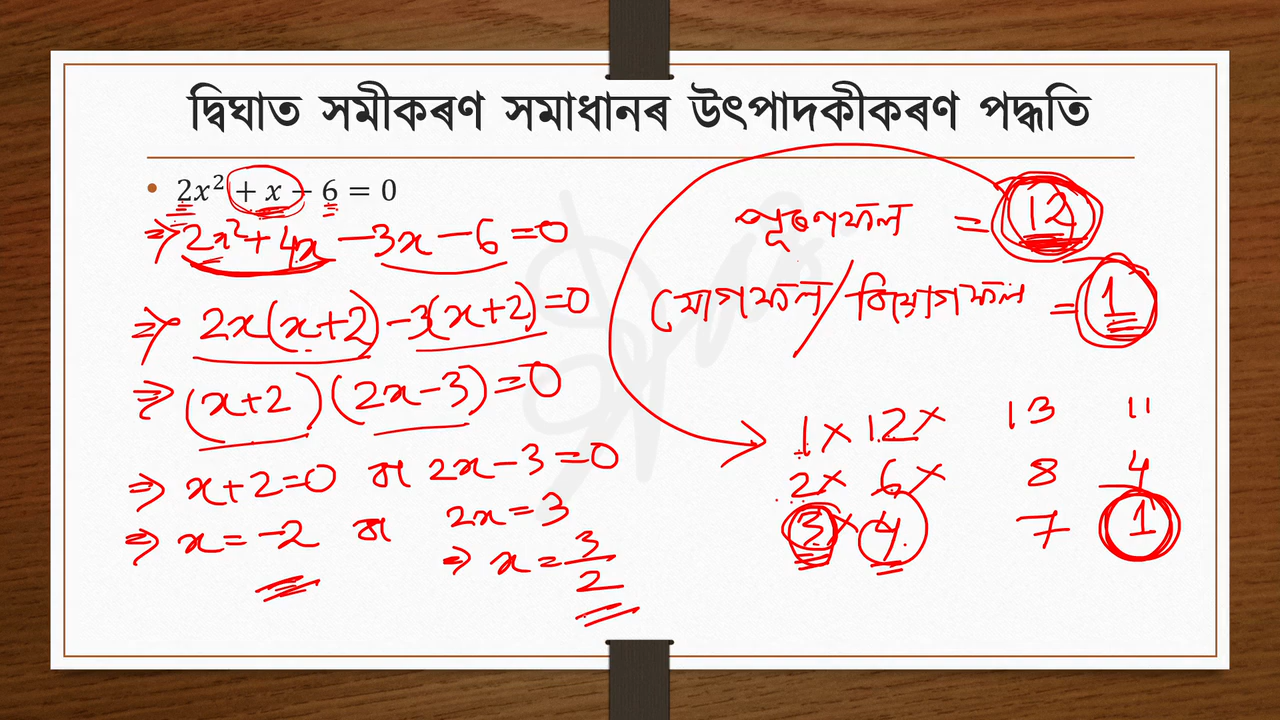 দ্বিঘাত সমীকৰণ সমাধানৰ উৎপাদকীকৰণ পদ্ধতি
• 2x² + x − 6 = 0
⇒ 2x² + 4x − 3x − 6 = 0
⇒ 2x(x+2) − 3(x+2) = 0
⇒ (x+2) (2x−3) = 0
⇒ x+2=0 বা 2x−3=0
⇒ x = −2 বা 2x = 3
⇒ x = 3/2
পূৰণফল = 12
যোগফল/বিয়োগফল = 1
1 × 12 × 13 11
2 × 6 × 8 4
3 × 4 7 1